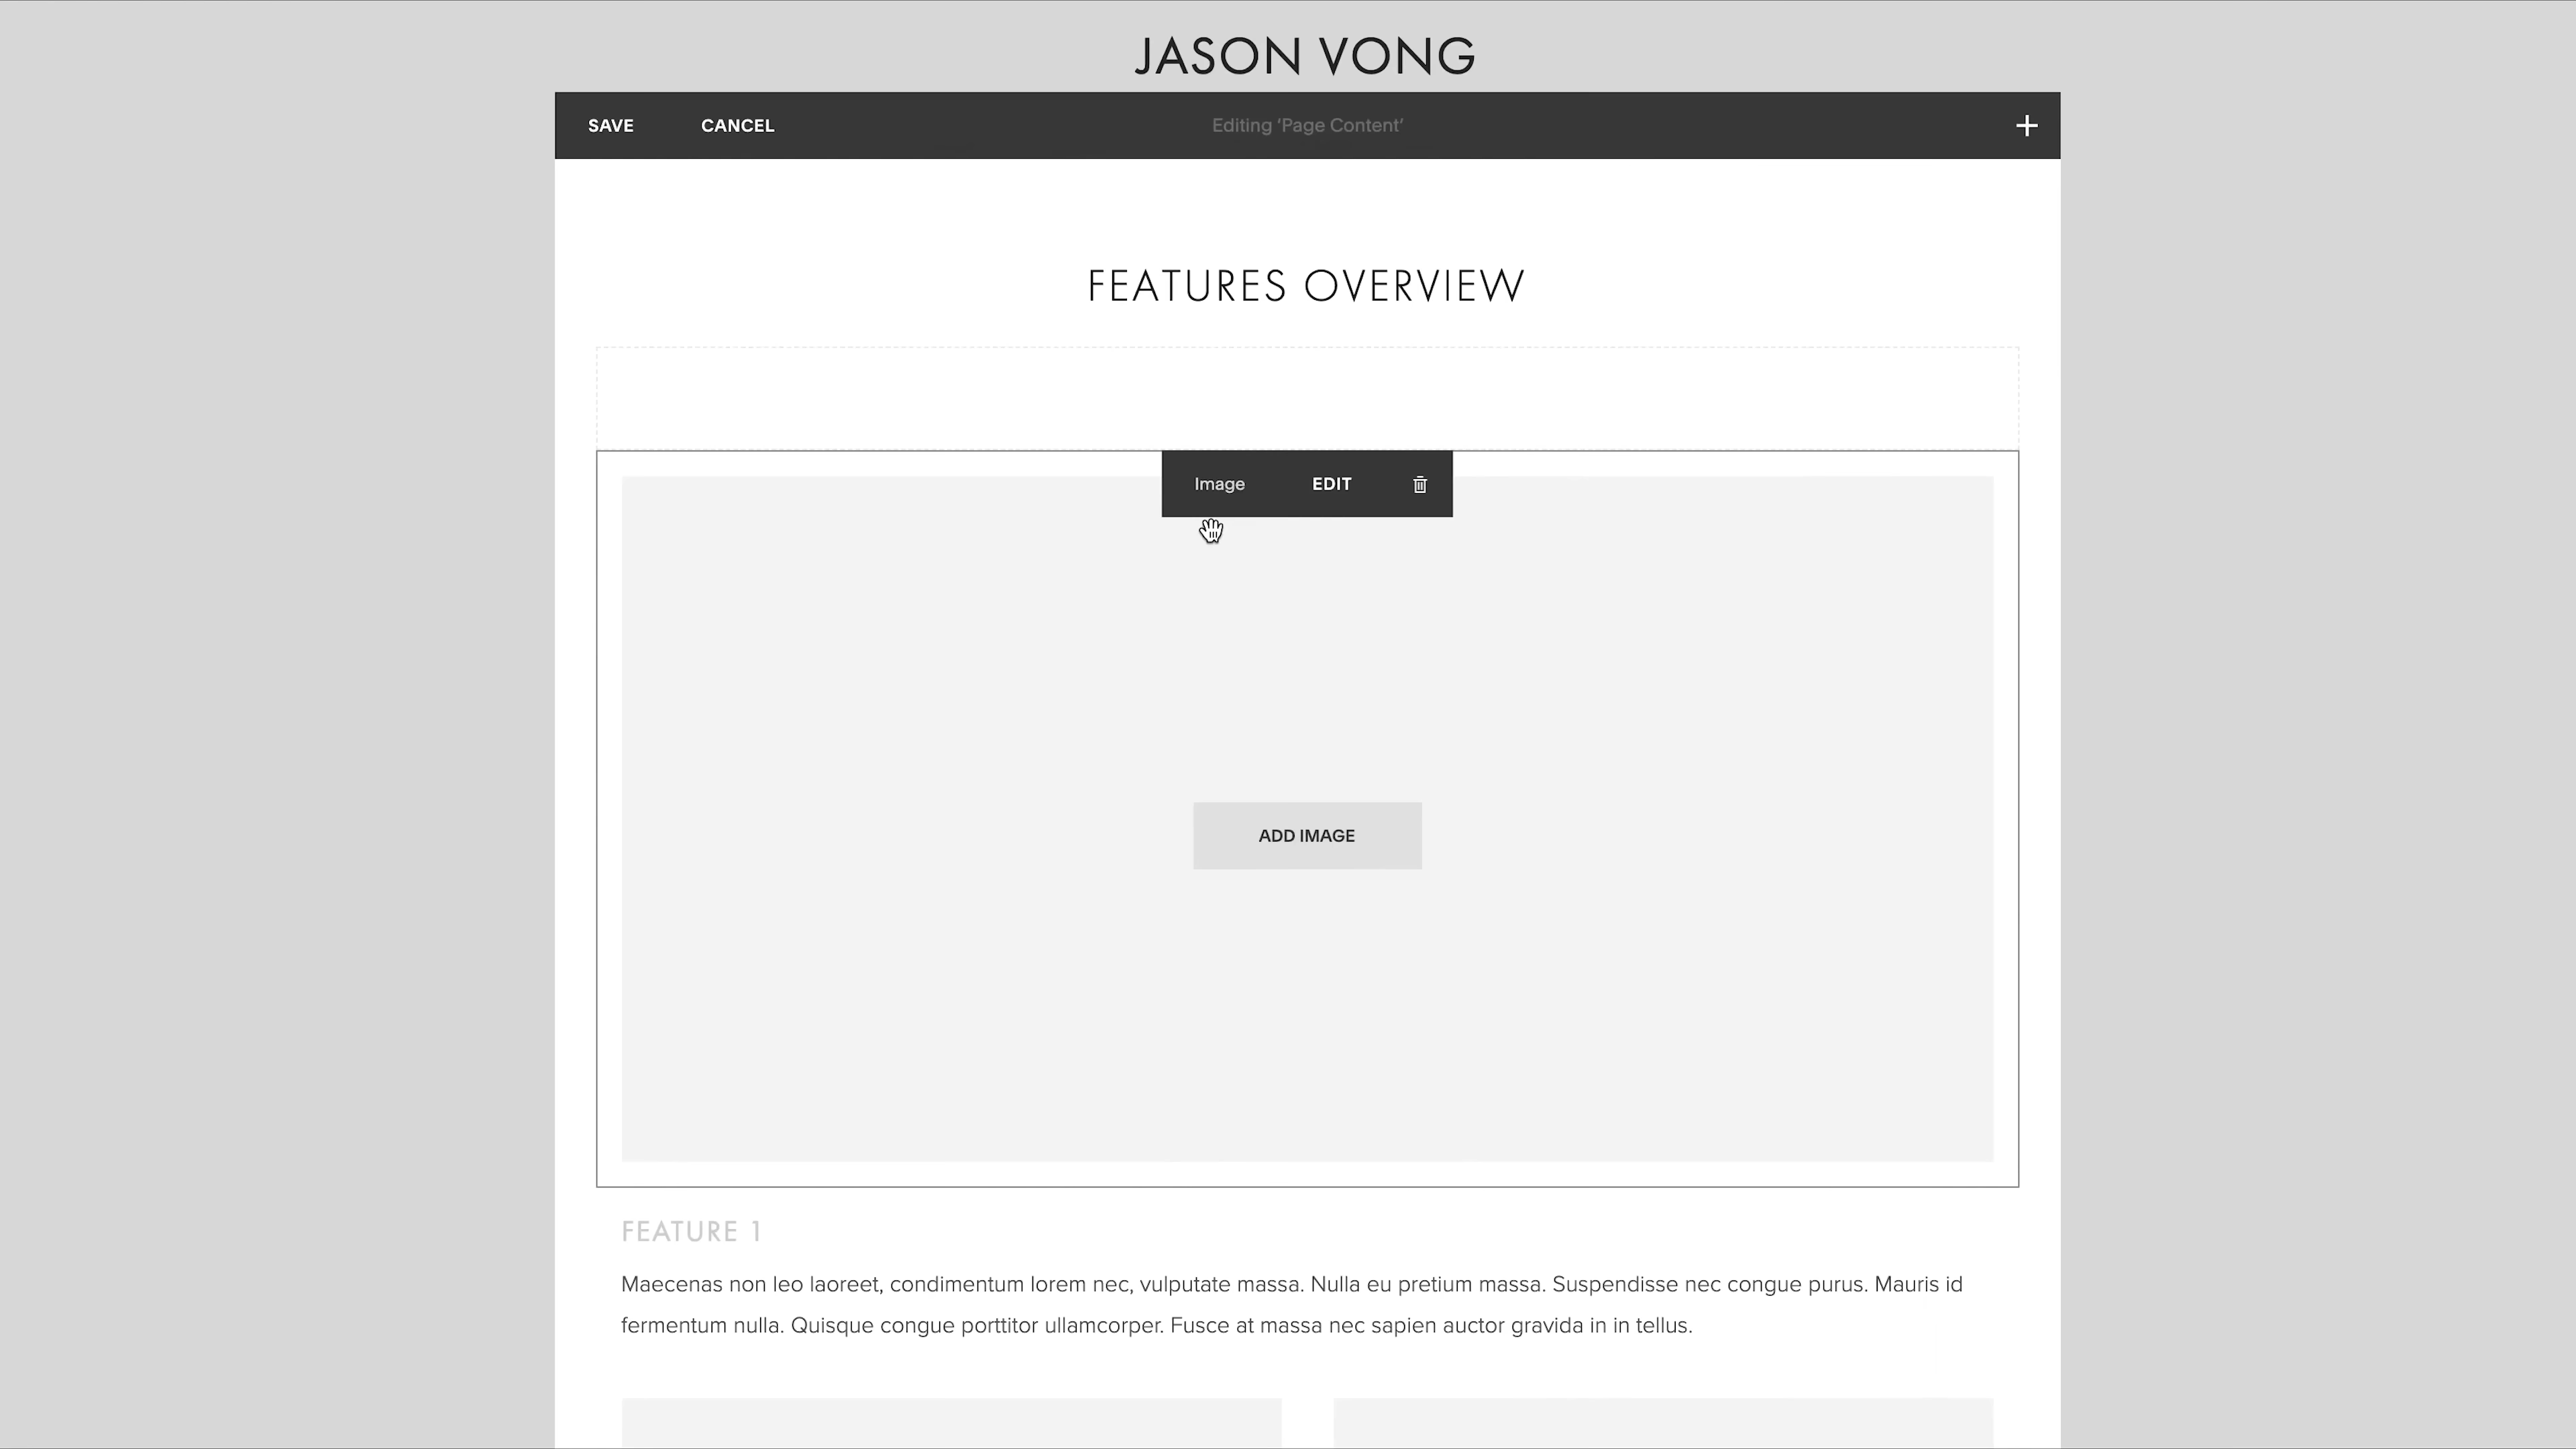 JASON VONG
SAVE CANCEL Editing ‘Page Content’ +
FEATURES OVERVIEW
Image EDIT
ADD IMAGE
FEATURE 1
Maecenas non leo laoreet, condimentum lorem nec, vulputate massa. Nulla eu pretium massa. Suspendisse nec congue purus. Mauris id
fermentum nulla. Quisque congue porttitor ullamcorper. Fusce at massa nec sapien auctor gravida in in tellus.